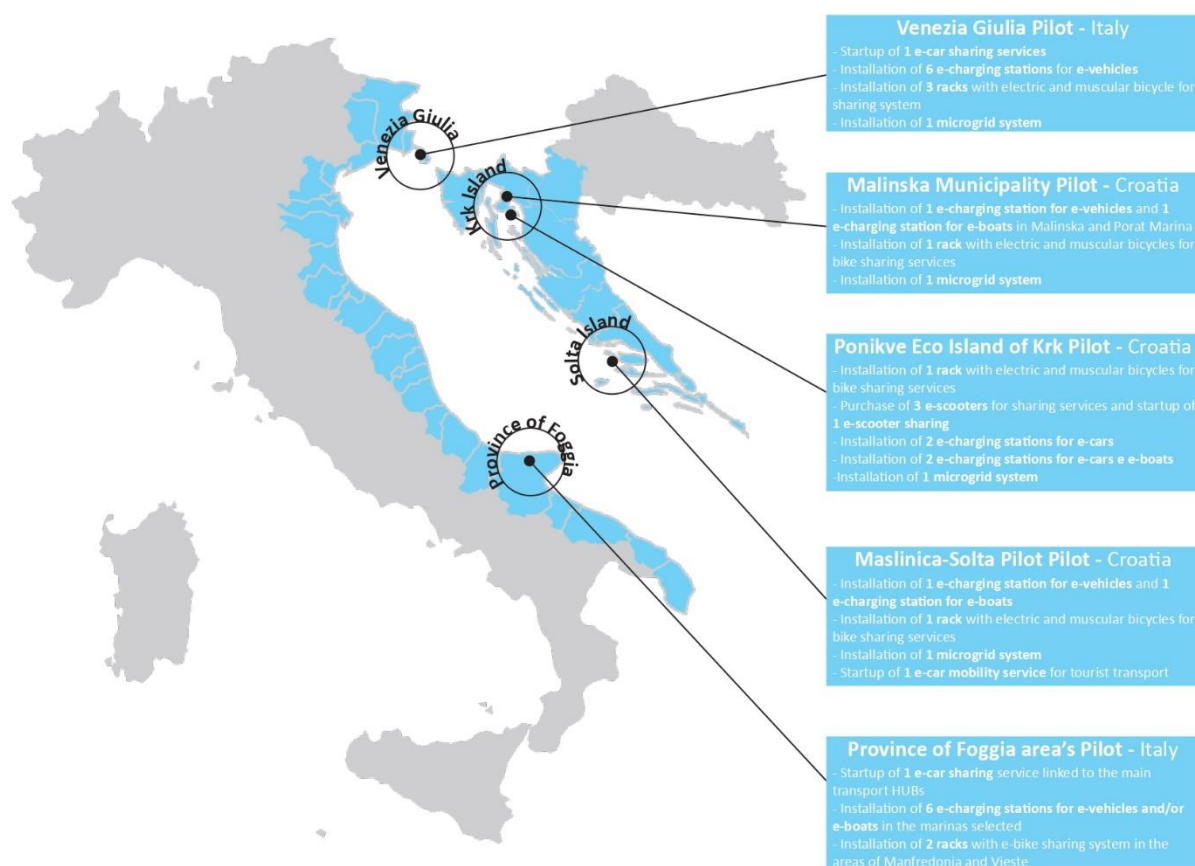 Venezia Giulia
Krk Island
Solta Island
Province of Foggia
Venezia Giulia Pilot - Italy
- Startup of 1 e-car sharing services
- Installation of 6 e-charging stations for e-vehicles
- Installation of 3 racks with electric and muscular bicycle for
sharing system
- Installation of 1 microgrid system
Malinska Municipality Pilot - Croatia
- Installation of 1 e-charging station for e-vehicles and 1
e-charging station for e-boats in Malinska and Porat Marina
- Installation of 1 rack with electric and muscular bicycles for
bike sharing services
- Installation of 1 microgrid system
Ponikve Eco Island of Krk Pilot - Croatia
- Installation of 1 rack with electric and muscular bicycles for
bike sharing services
- Purchase of 3 e-scooters for sharing services and startup of
1 e-scooter sharing
- Installation of 2 e-charging stations for e-cars
- Installation of 2 e-charging stations for e-cars e e-boats
-Installation of 1 microgrid system
Maslinica-Solta Pilot Pilot - Croatia
- Installation of 1 e-charging station for e-vehicles and 1
e-charging station for e-boats
- Installation of 1 rack with electric and muscular bicycles for
bike sharing services
- Installation of 1 microgrid system
- Startup of 1 e-car mobility service for tourist transport
Province of Foggia area's Pilot - Italy
- Startup of 1 e-car sharing service linked to the main
transport HUBs
- Installation of 6 e-charging stations for e-vehicles and/or
e-boats in the marinas selected
- Installation of 2 racks with e-bike sharing system in the
areas of Manfredonia and Vieste